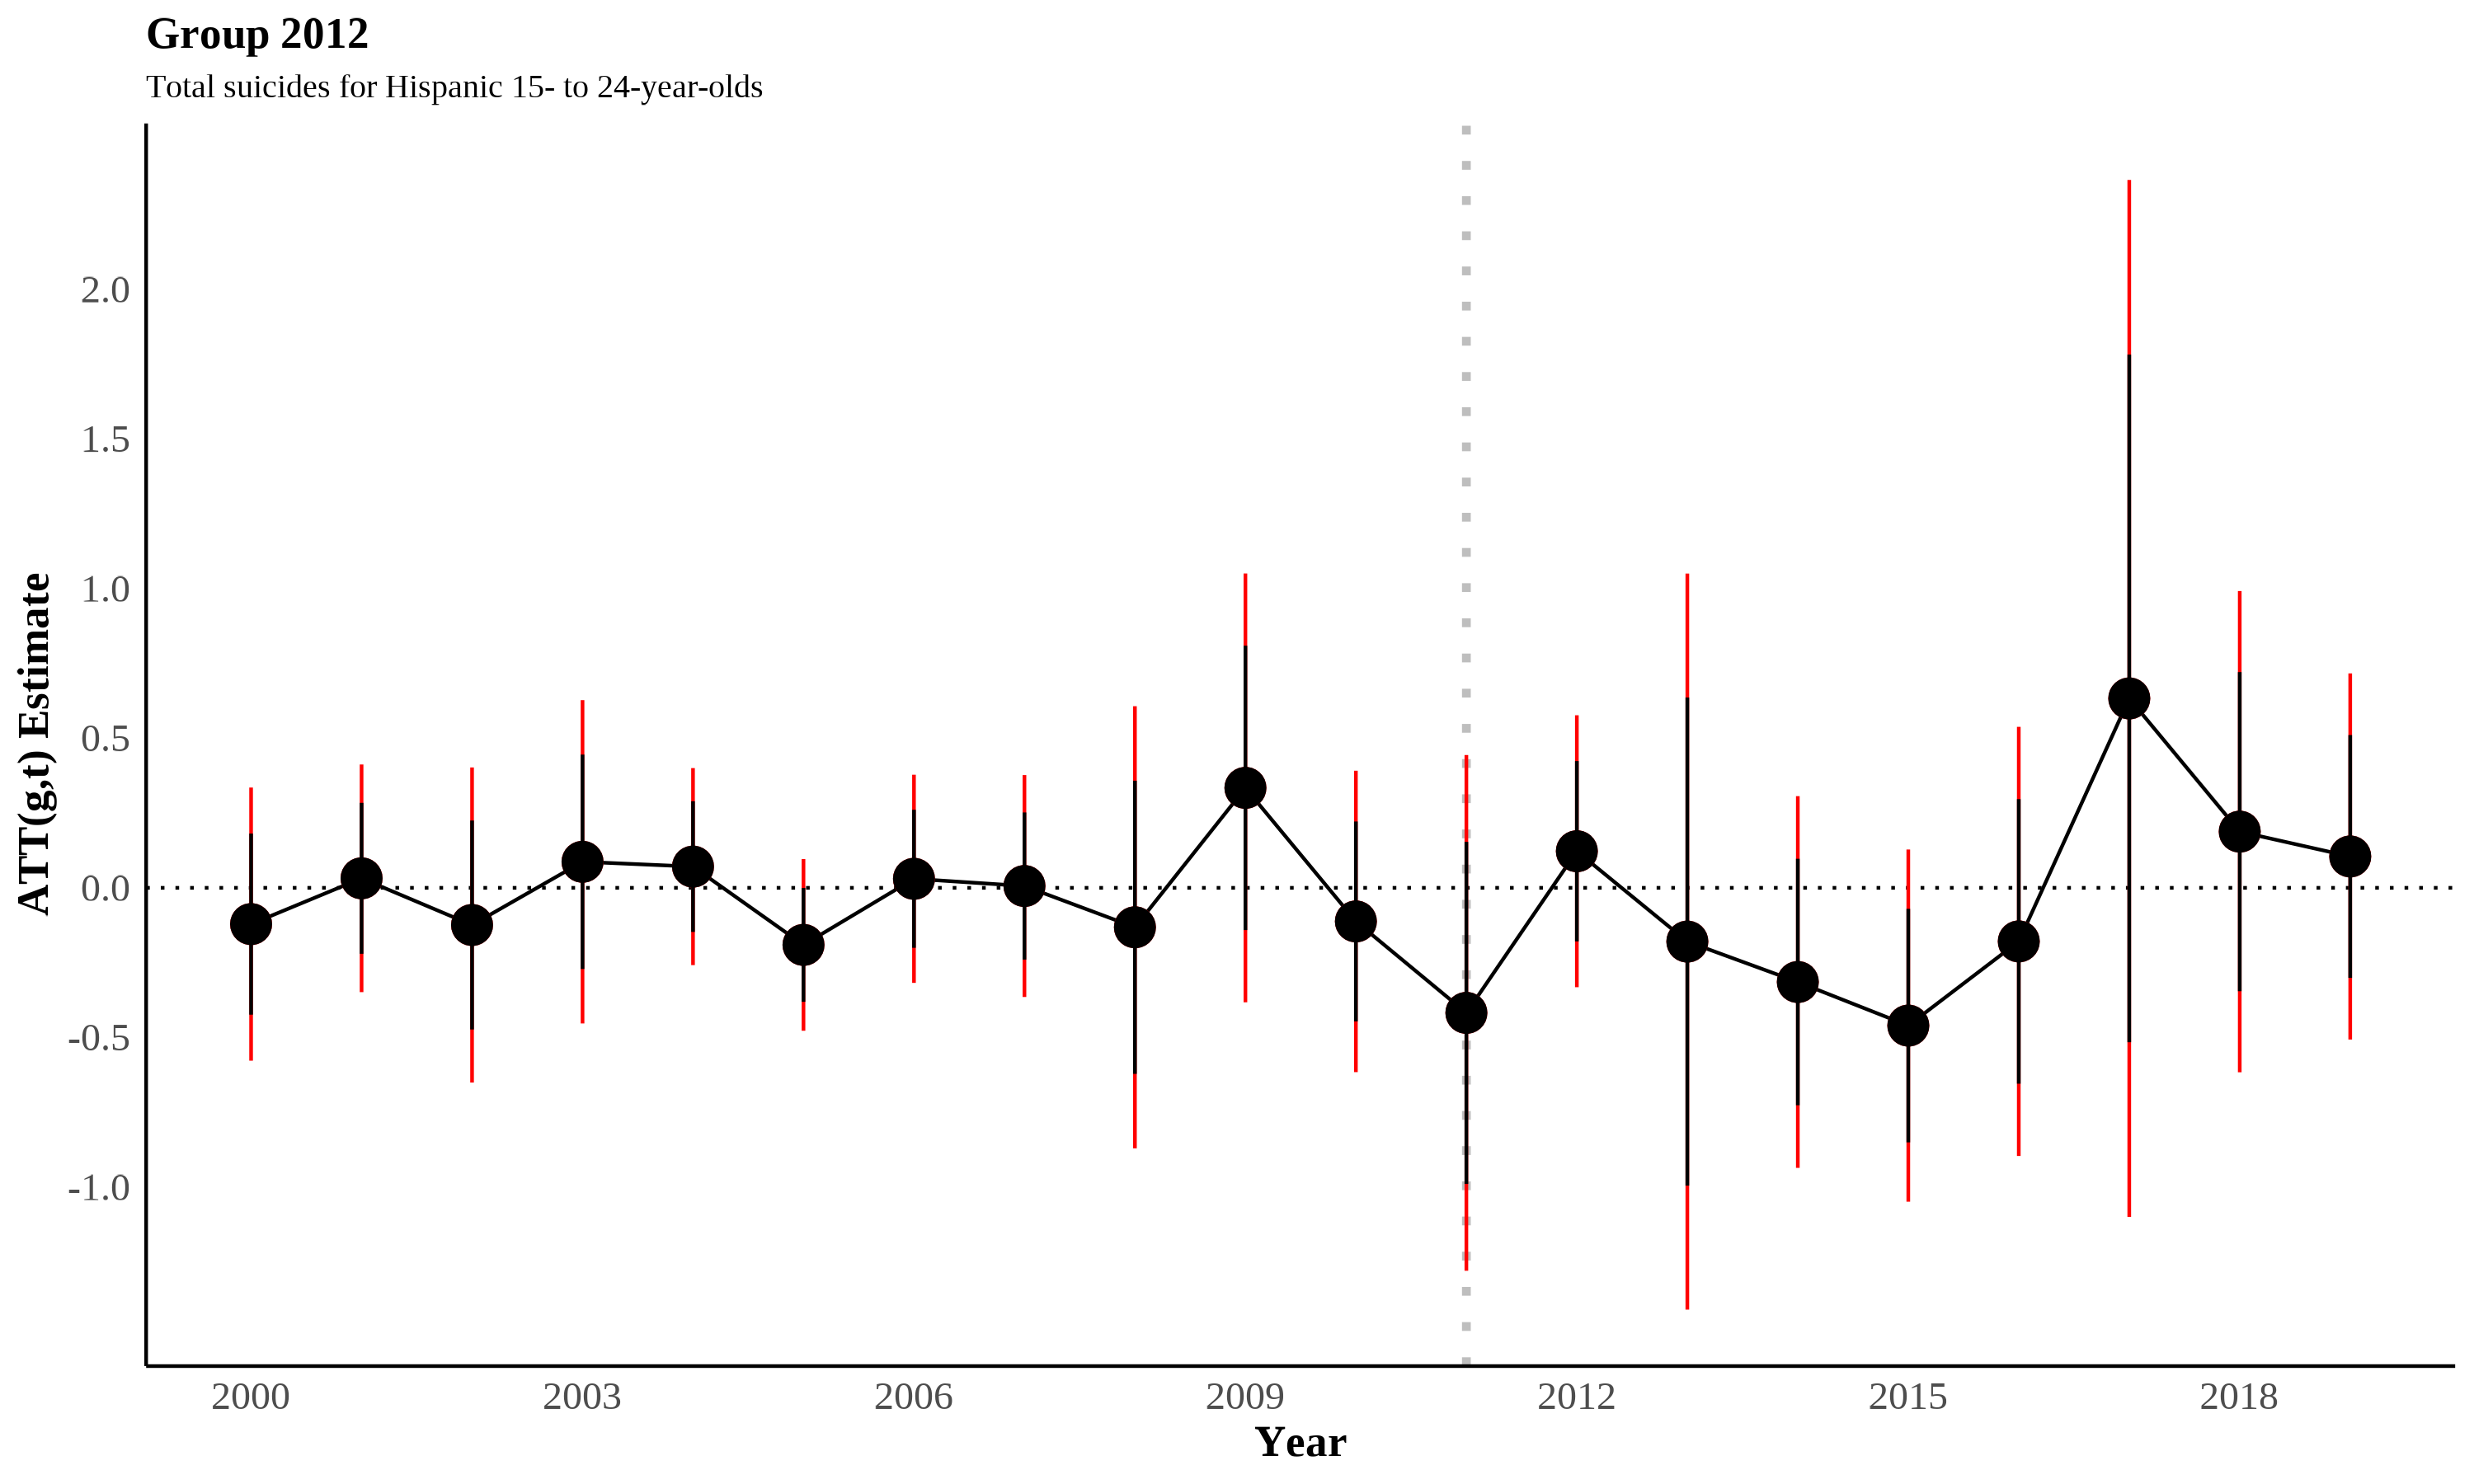 Group 2012
Total suicides for Hispanic 15- to 24-year-olds
ATT(g,t) Estimate
2.0
1.5
1.0
0.5
0.0
-0.5
-1.0
2000 2003 2006 2009 2012 2015 2018
Year